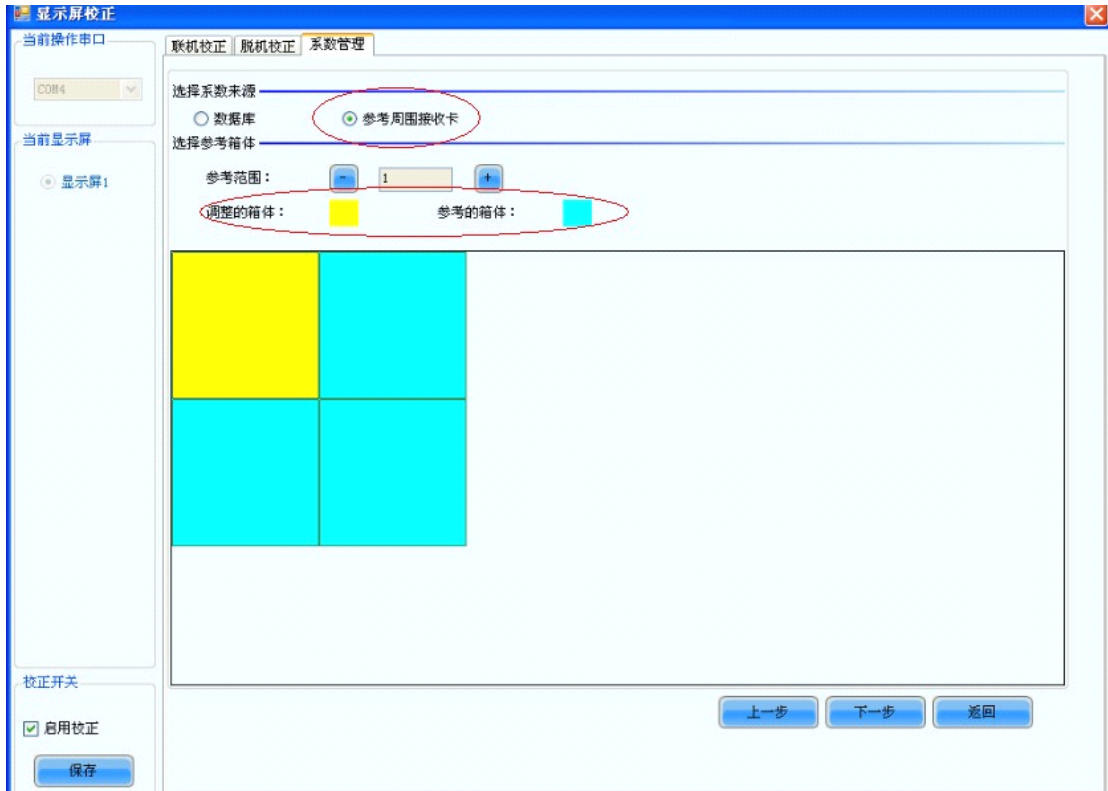 显示屏校正
当前操作串口
COM4
当前显示屏
显示屏1
联机校正 脱机校正 系数管理
选择系数来源
数据库 参考周围接收卡
选择参考箱体
参考范围： - 1 +
调整的箱体： 参考的箱体：
上一步 下一步 返回
校正开关
启用校正
保存